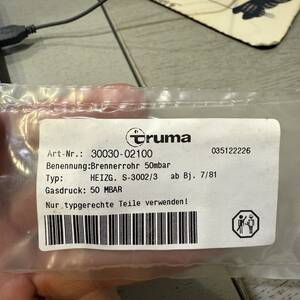 truma
Art-Nr.: 30030-02100 035122226
Benennung:Brennerrohr 50mbar
Typ: HEIZG. S-3002/3 ab Bj. 7/81
Gasdruck: 50 MBAR
Nur typgerechte Teile verwenden!